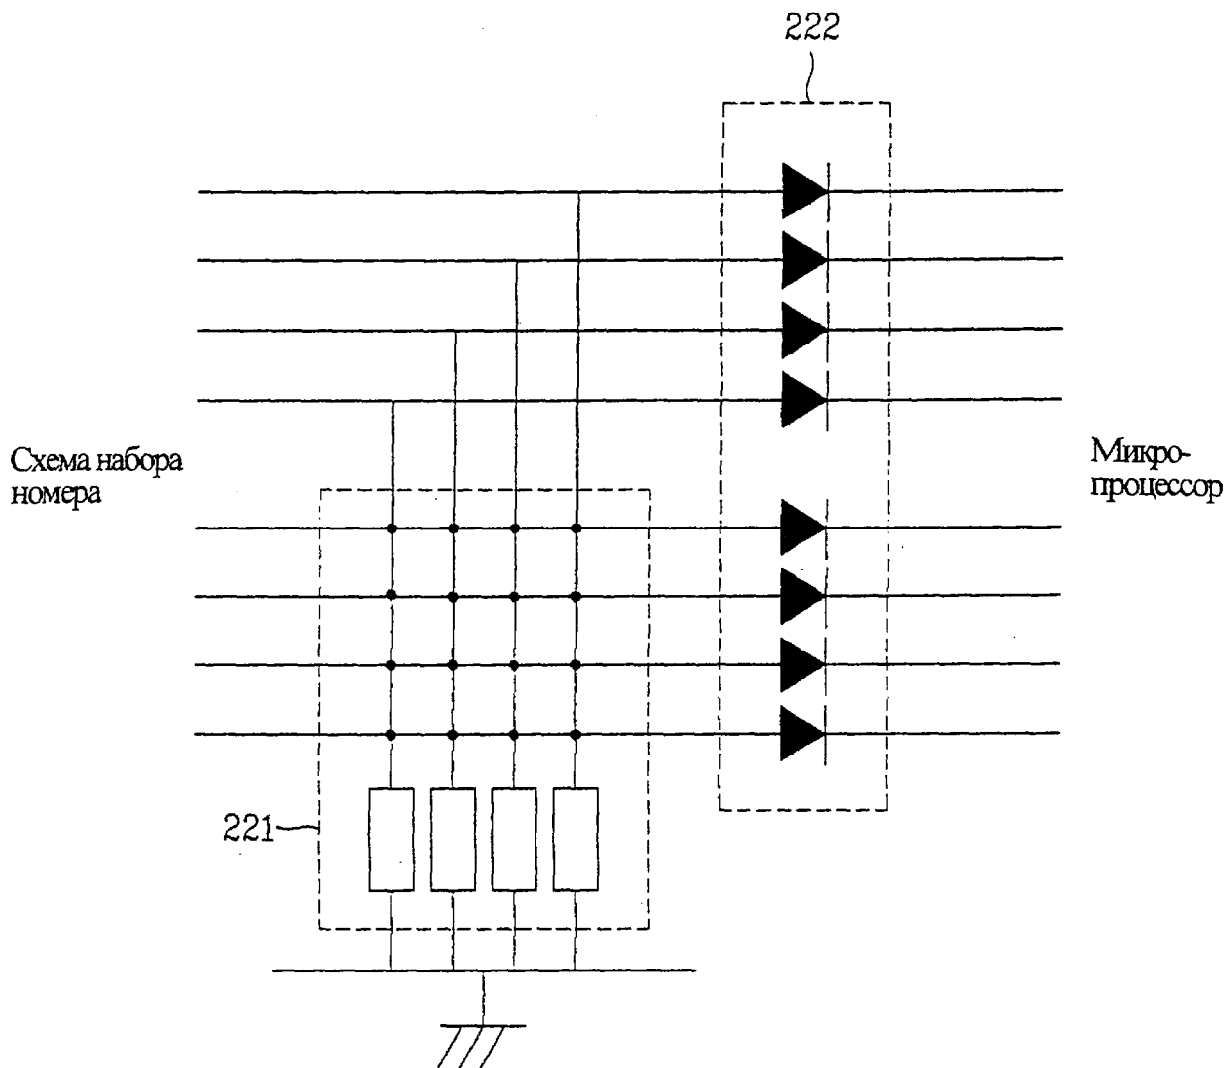 222
Схема набора
номера
Микро-
процессор
221